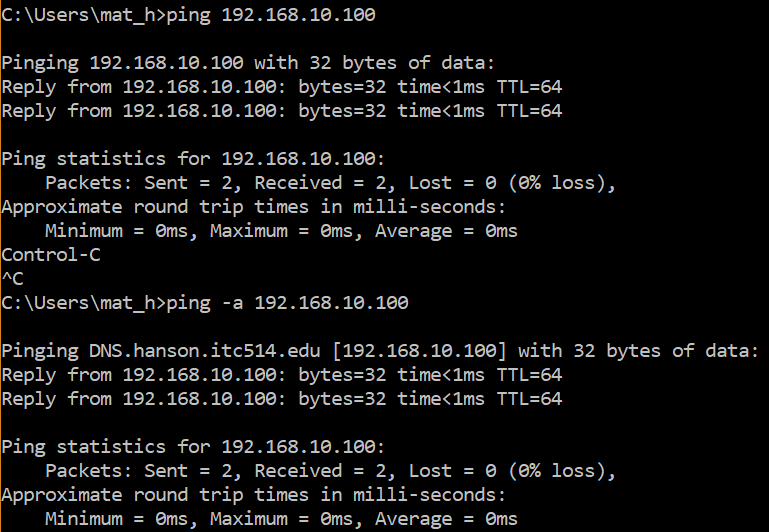 C:\Users\mat_h>ping 192.168.10.100
Pinging 192.168.10.100 with 32 bytes of data:
Reply from 192.168.10.100: bytes=32 time<1ms TTL=64
Reply from 192.168.10.100: bytes=32 time<1ms TTL=64
Ping statistics for 192.168.10.100:
    Packets: Sent = 2, Received = 2, Lost = 0 (0% loss),
Approximate round trip times in milli-seconds:
    Minimum = 0ms, Maximum = 0ms, Average = 0ms
Control-C
^C
C:\Users\mat_h>ping -a 192.168.10.100
Pinging DNS.hanson.itc514.edu [192.168.10.100] with 32 bytes of data:
Reply from 192.168.10.100: bytes=32 time<1ms TTL=64
Reply from 192.168.10.100: bytes=32 time<1ms TTL=64
Ping statistics for 192.168.10.100:
    Packets: Sent = 2, Received = 2, Lost = 0 (0% loss),
Approximate round trip times in milli-seconds:
    Minimum = 0ms, Maximum = 0ms, Average = 0ms